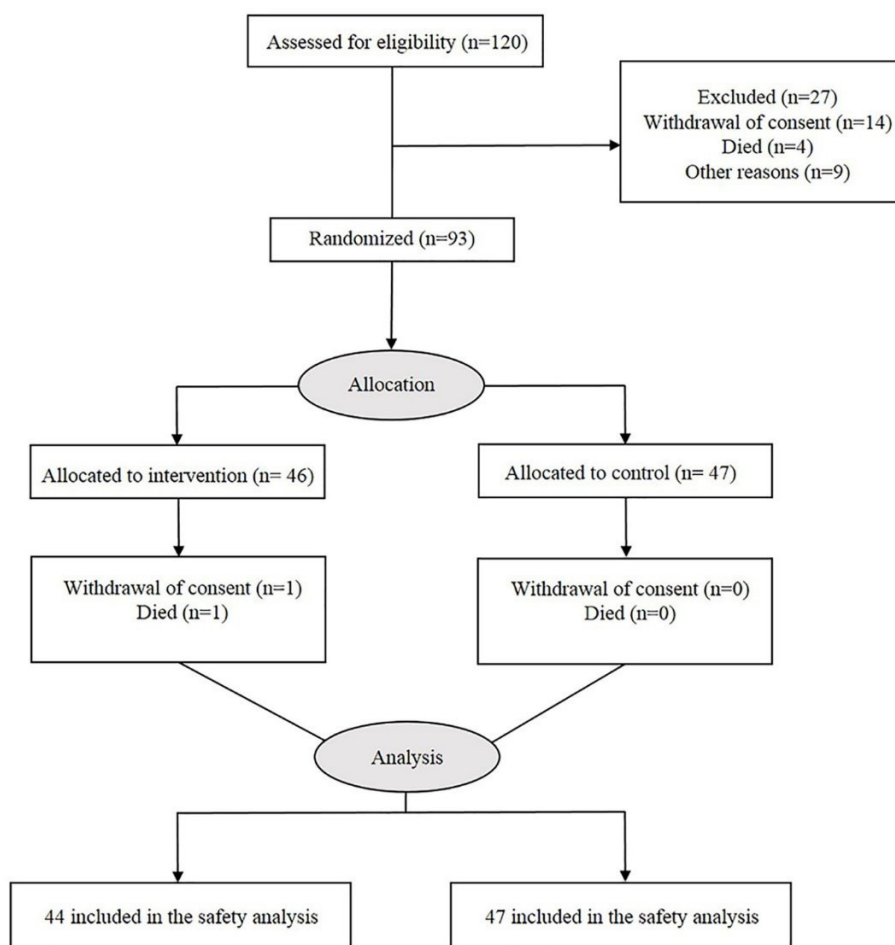 Assessed for eligibility (n=120)
Excluded (n=27)
Withdrawal of consent (n=14)
Died (n=4)
Other reasons (n=9)
Randomized (n=93)
Allocation
Allocated to intervention (n= 46)
Allocated to control (n= 47)
Withdrawal of consent (n=1)
Died (n=1)
Withdrawal of consent (n=0)
Died (n=0)
Analysis
44 included in the safety analysis
47 included in the safety analysis